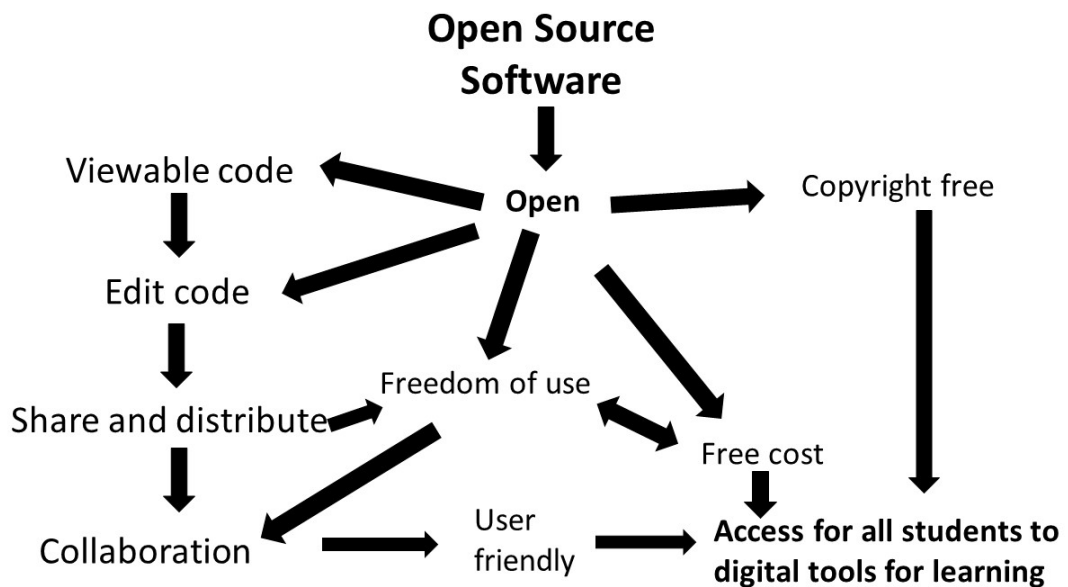 Open Source
Software
Viewable code
Open
Copyright free
Edit code
Freedom of use
Share and distribute
Free cost
User
friendly
Collaboration
Access for all students to
digital tools for learning